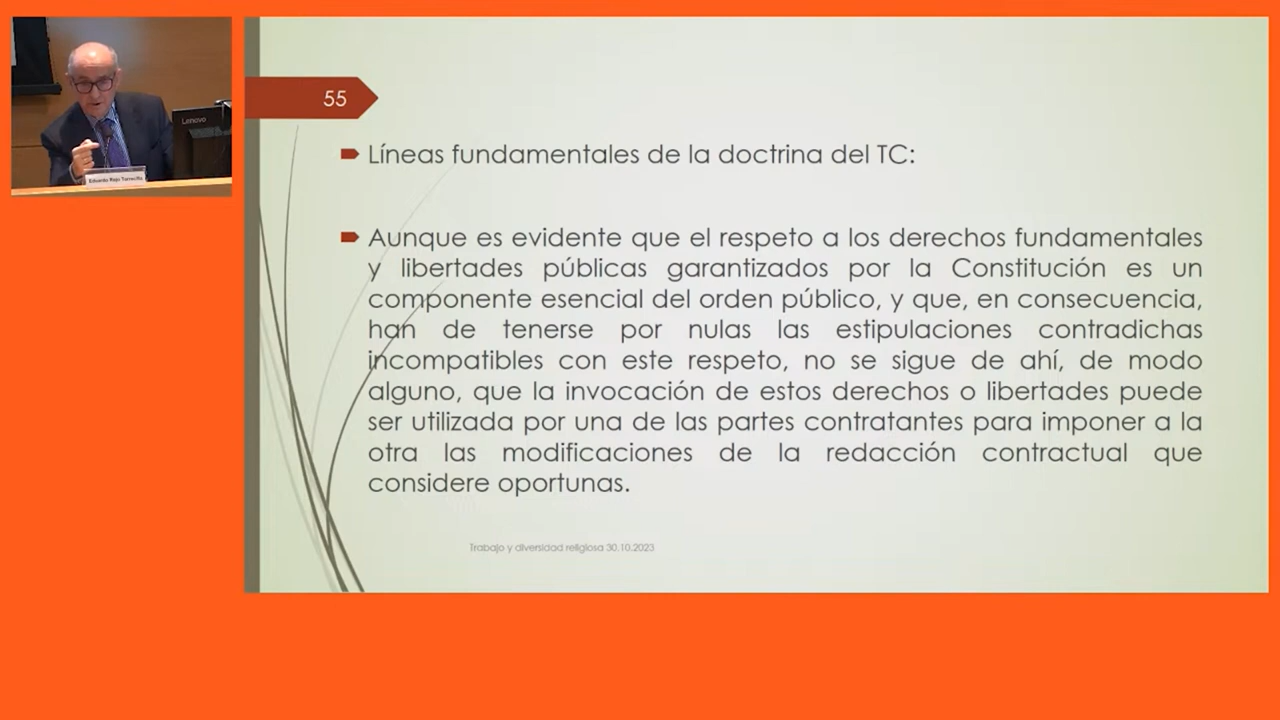 Lenovo
Eduardo Rojo Torrecilla
55
Líneas fundamentales de la doctrina del TC:
Aunque es evidente que el respeto a los derechos fundamentales
y libertades públicas garantizados por la Constitución es un
componente esencial del orden público, y que, en consecuencia,
han de tenerse por nulas las estipulaciones contradichas
incompatibles con este respeto, no se sigue de ahí, de modo
alguno, que la invocación de estos derechos o libertades puede
ser utilizada por una de las partes contratantes para imponer a la
otra las modificaciones de la redacción contractual que
considere oportunas.
Trabajo y diversidad religiosa 30.10.2023